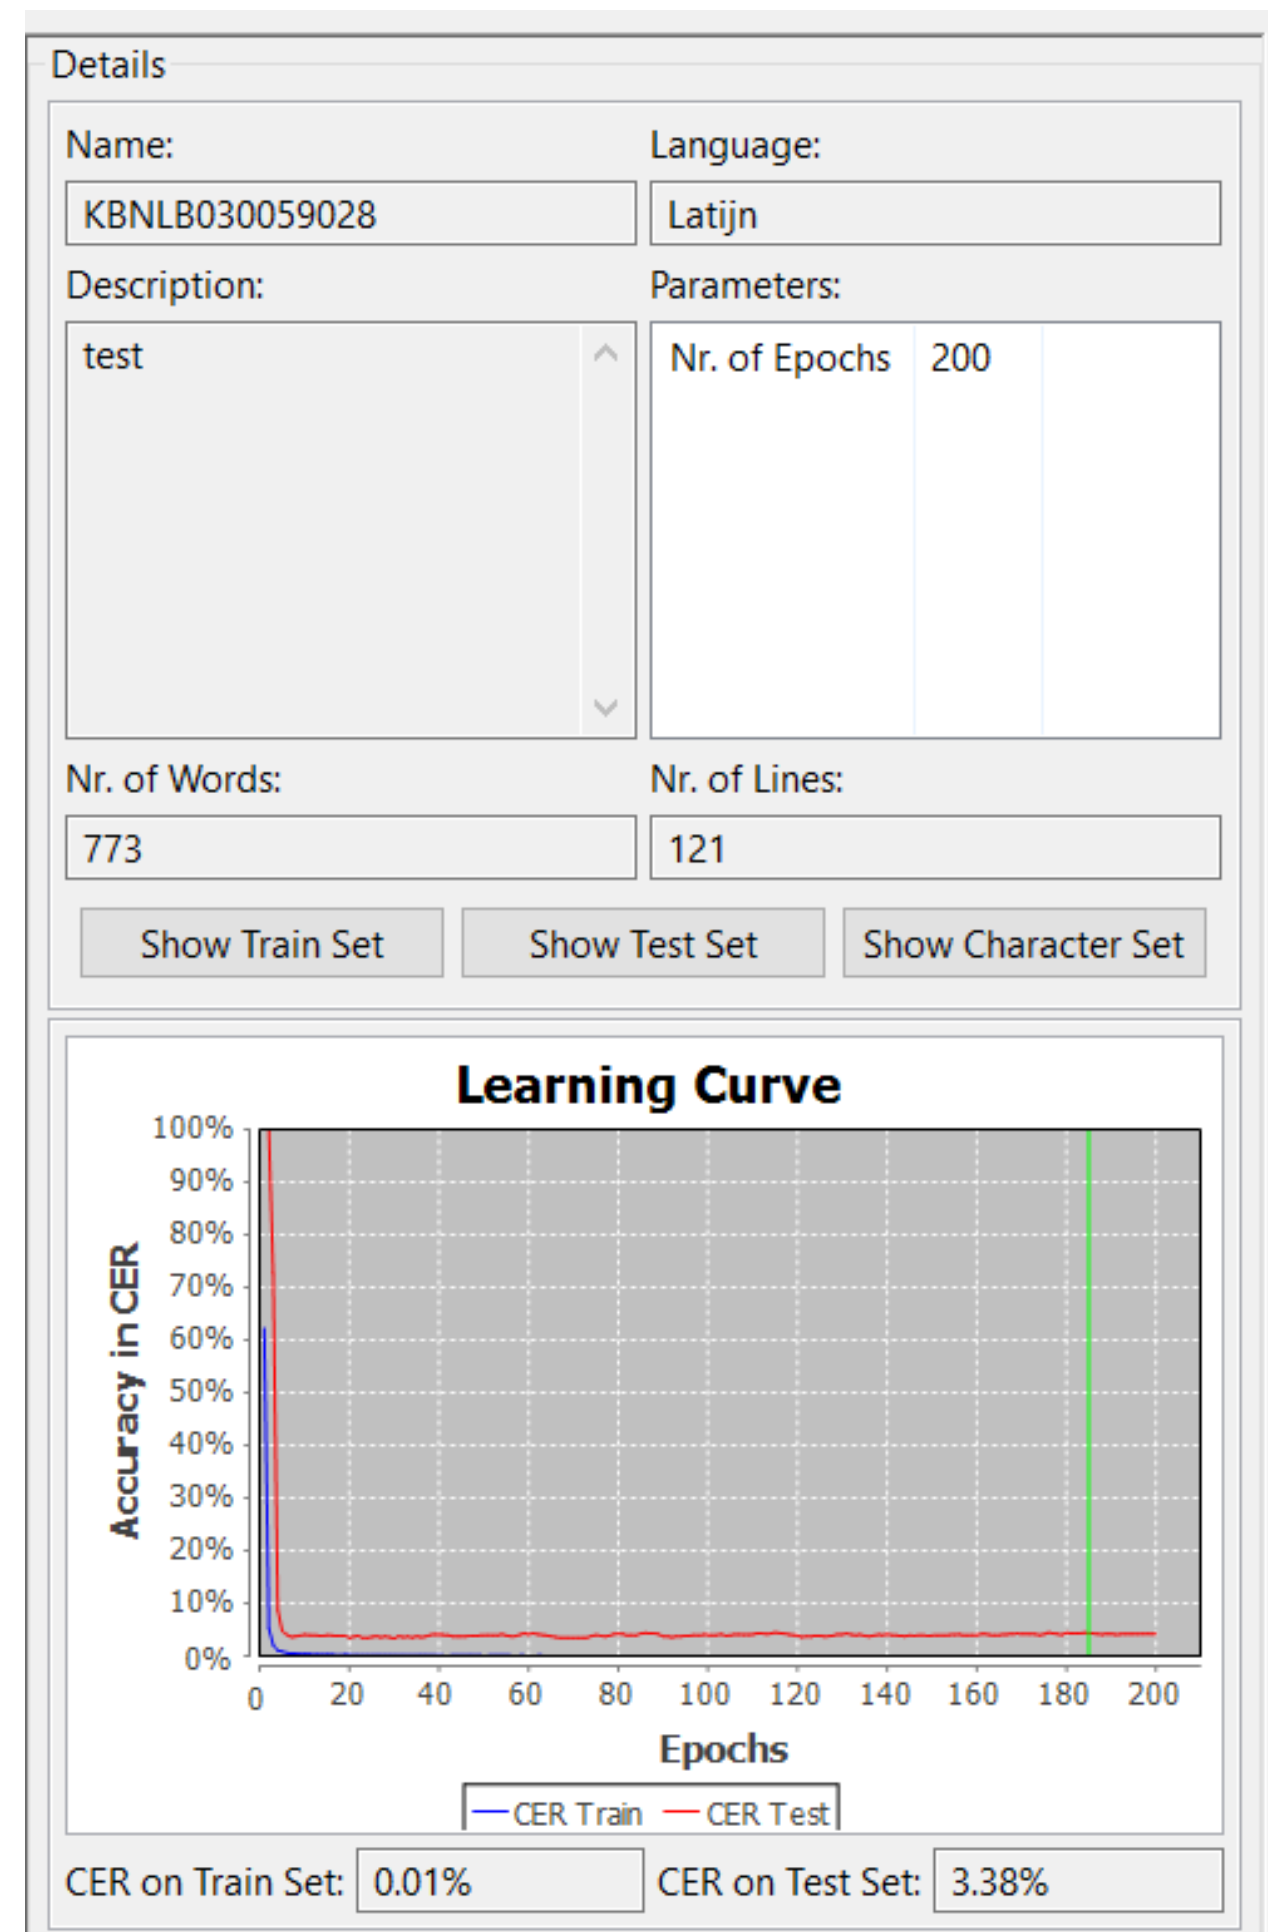 Details
Name:
Language:
KBNLB030059028
Latijn
Description:
Parameters:
test
Nr. of Epochs 200
Nr. of Words:
Nr. of Lines:
773
121
Show Train Set
Show Test Set
Show Character Set
Learning Curve
Accuracy in CER
100%
90%
80%
70%
60%
50%
40%
30%
20%
10%
0%
0 20 40 60 80 100 120 140 160 180 200
Epochs
CER Train CER Test
CER on Train Set: 0.01% CER on Test Set: 3.38%